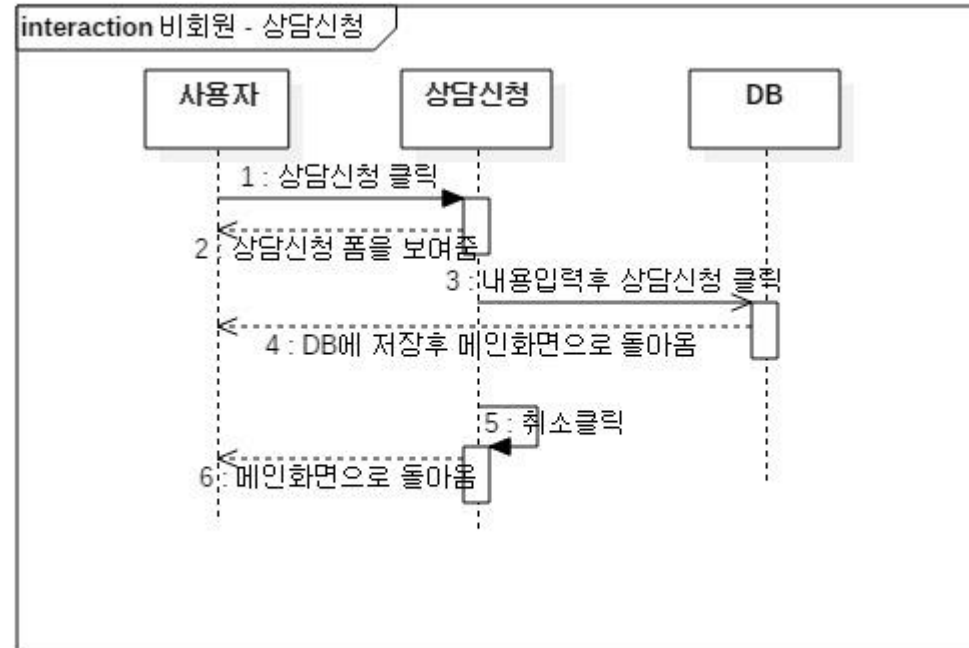 interaction 비회원 - 상담신청
사용자
상담신청
DB
1 : 상담신청 클릭
2 : 상담신청 폼을 보여줌
3 : 내용입력후 상담신청 클릭
4 : DB에 저장후 메인화면으로 돌아옴
5 : 취소클릭
6 : 메인화면으로 돌아옴